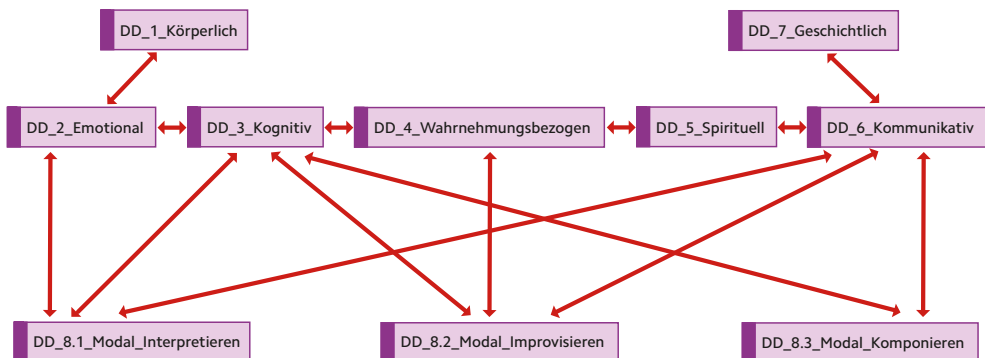 DD_1_Körperlich
DD_7_Geschichtlich
DD_2_Emotional
DD_3_Kognitiv
DD_4_Wahrnehmungsbezogen
DD_5_Spirituell
DD_6_Kommunikativ
DD_8.1_Modal_Interpretieren
DD_8.2_Modal_Improvisieren
DD_8.3_Modal_Komponieren